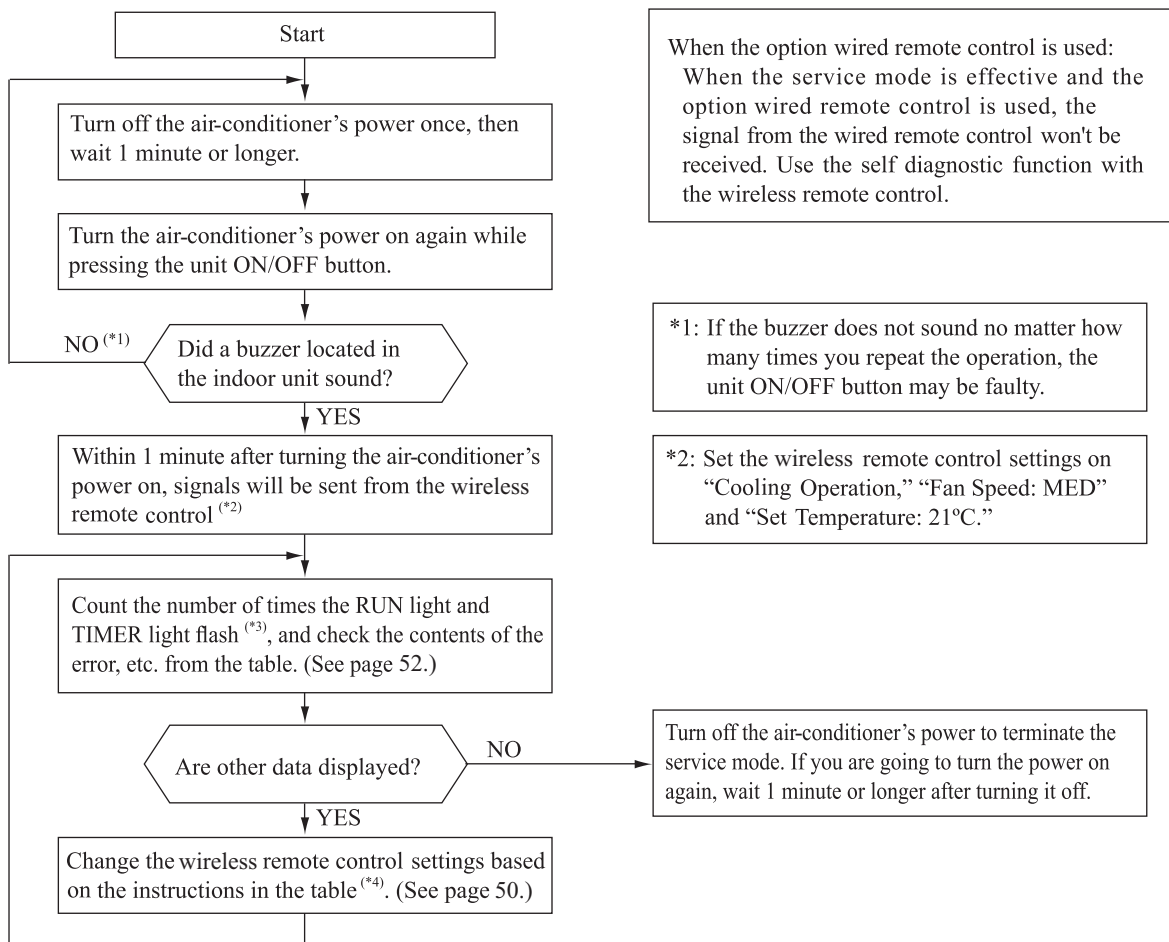 Start
Turn off the air-conditioner’s power once, then
wait 1 minute or longer.
Turn the air-conditioner’s power on again while
pressing the unit ON/OFF button.
NO (*1)
Did a buzzer located in
the indoor unit sound?
YES
Within 1 minute after turning the air-conditioner’s
power on, signals will be sent from the wireless
remote control (*2)
Count the number of times the RUN light and
TIMER light flash (*3), and check the contents of the
error, etc. from the table. (See page 52.)
Are other data displayed?
NO
YES
Change the wireless remote control settings based
on the instructions in the table (*4). (See page 50.)
When the option wired remote control is used:
When the service mode is effective and the
option wired remote control is used, the
signal from the wired remote control won't be
received. Use the self diagnostic function with
the wireless remote control.
*1: If the buzzer does not sound no matter how
many times you repeat the operation, the
unit ON/OFF button may be faulty.
*2: Set the wireless remote control settings on
“Cooling Operation,” “Fan Speed: MED”
and “Set Temperature: 21ºC.”
Turn off the air-conditioner’s power to terminate the
service mode. If you are going to turn the power on
again, wait 1 minute or longer after turning it off.